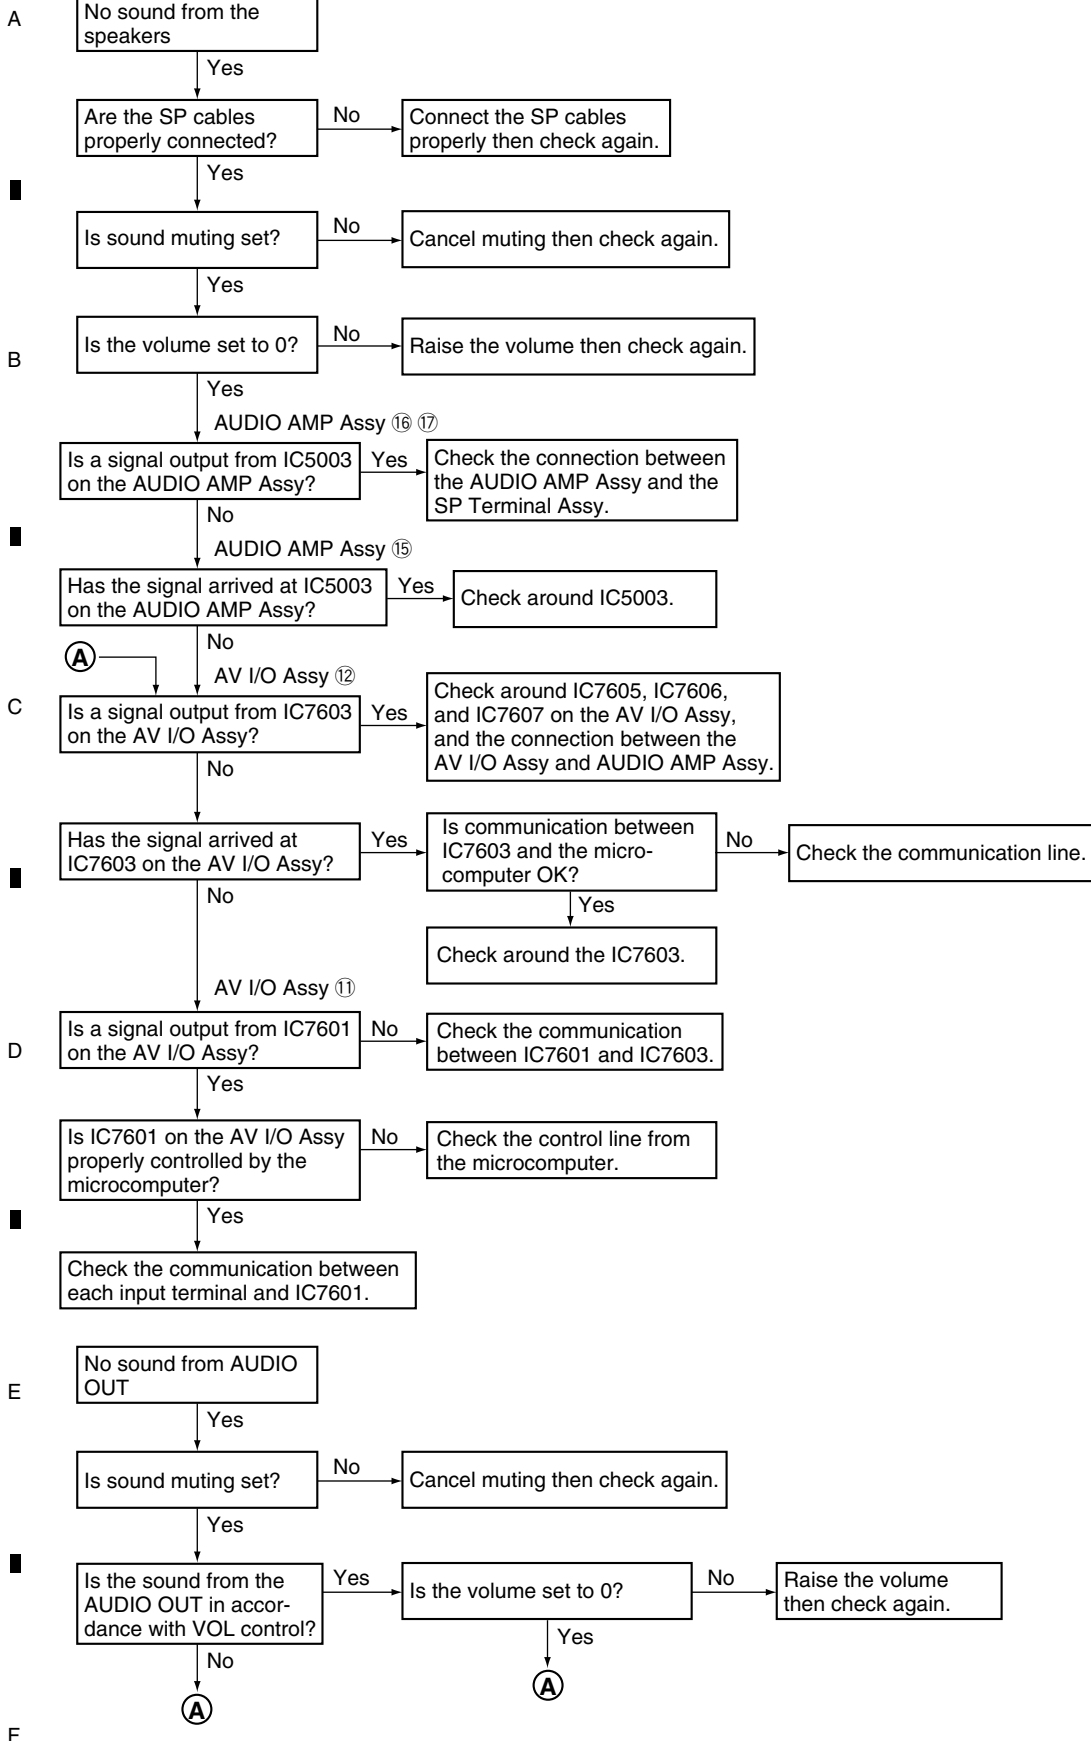 A
No sound from the
speakers
Yes
Are the SP cables
properly connected?
No
Connect the SP cables
properly then check again.
Yes
Is sound muting set?
No
Cancel muting then check again.
Yes
B
Is the volume set to 0?
No
Raise the volume then check again.
Yes
AUDIO AMP Assy ⑯ ⑰
Is a signal output from IC5003
on the AUDIO AMP Assy?
Yes
Check the connection between
the AUDIO AMP Assy and the
SP Terminal Assy.
No
AUDIO AMP Assy ⑮
Has the signal arrived at IC5003
on the AUDIO AMP Assy?
Yes
Check around IC5003.
No
A
AV I/O Assy ⑫
C
Is a signal output from IC7603
on the AV I/O Assy?
Yes
Check around IC7605, IC7606,
and IC7607 on the AV I/O Assy,
and the connection between the
AV I/O Assy and AUDIO AMP Assy.
No
Has the signal arrived at
IC7603 on the AV I/O Assy?
Yes
Is communication between
IC7603 and the micro-
computer OK?
No
Check the communication line.
No
Yes
Check around the IC7603.
AV I/O Assy ⑪
D
Is a signal output from IC7601
on the AV I/O Assy?
No
Check the communication
between IC7601 and IC7603.
Yes
Is IC7601 on the AV I/O Assy
properly controlled by the
microcomputer?
No
Check the control line from
the microcomputer.
Yes
Check the communication between
each input terminal and IC7601.
E
No sound from AUDIO
OUT
Yes
Is sound muting set?
No
Cancel muting then check again.
Yes
Is the sound from the
AUDIO OUT in accor-
dance with VOL control?
Yes
Is the volume set to 0?
No
Raise the volume
then check again.
No
Yes
A
A